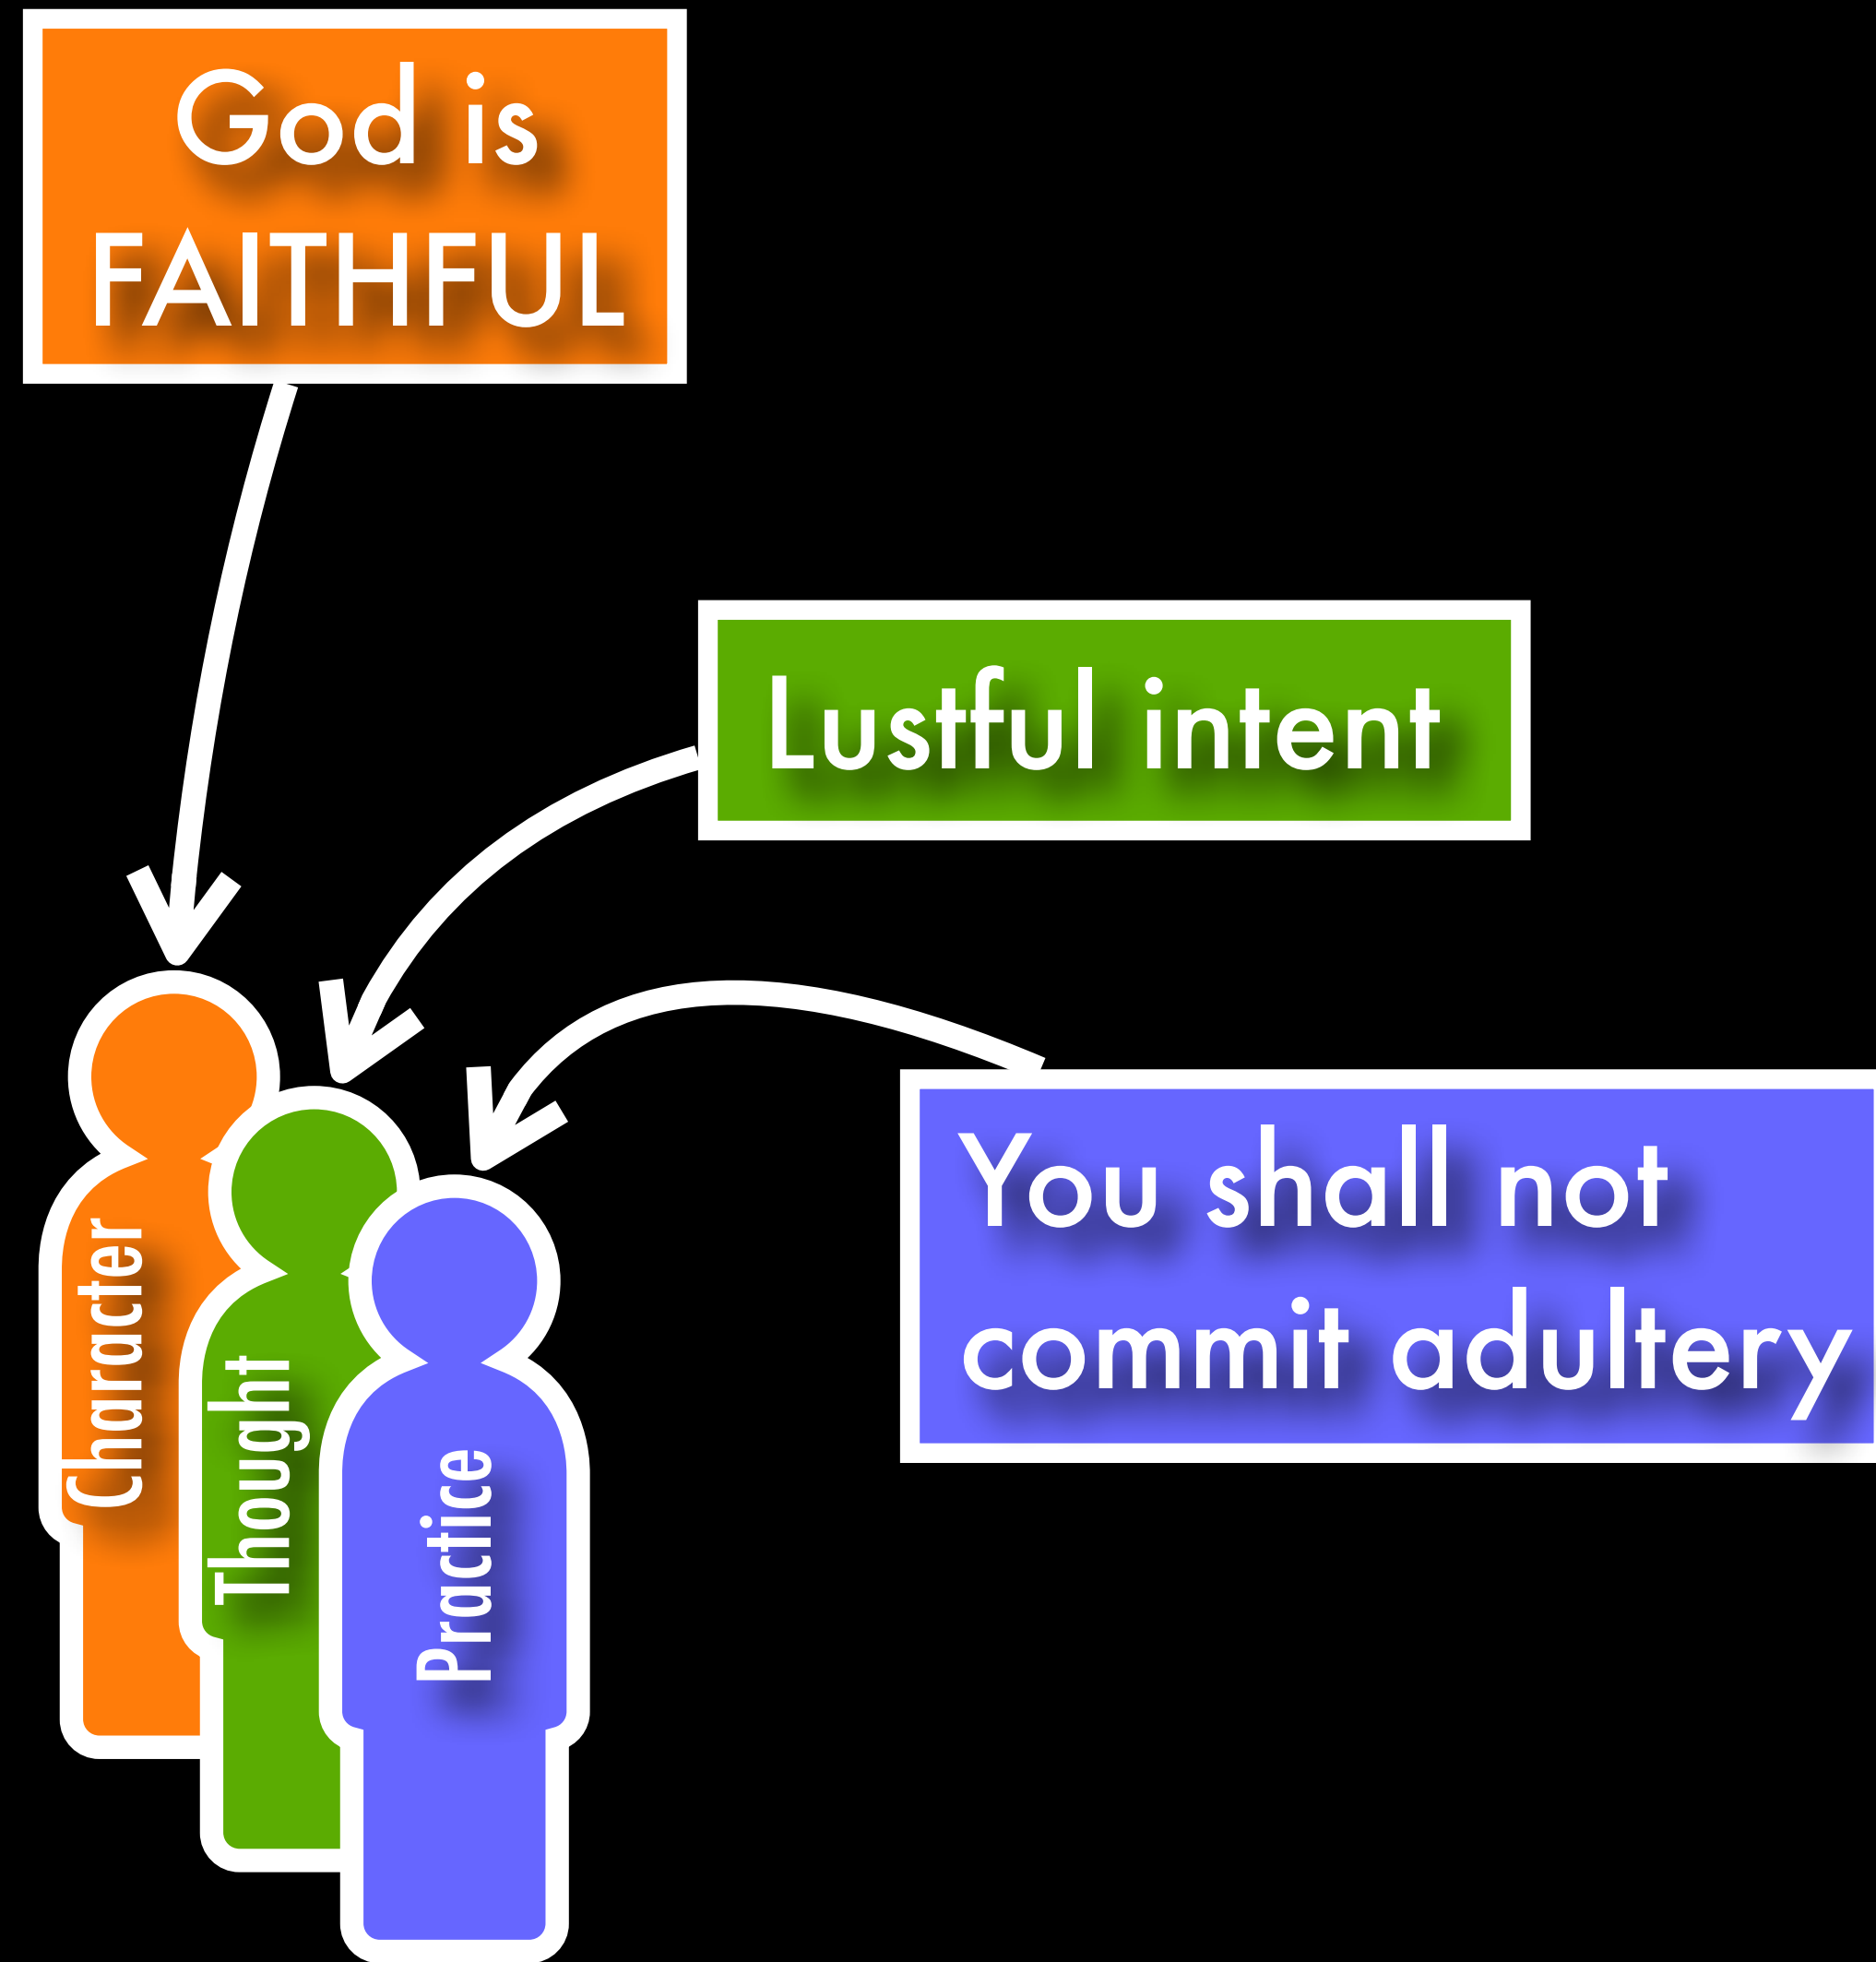 God is
FAITHFUL
Lustful intent
You shall not
commit adultery
Character
Thought
Practice